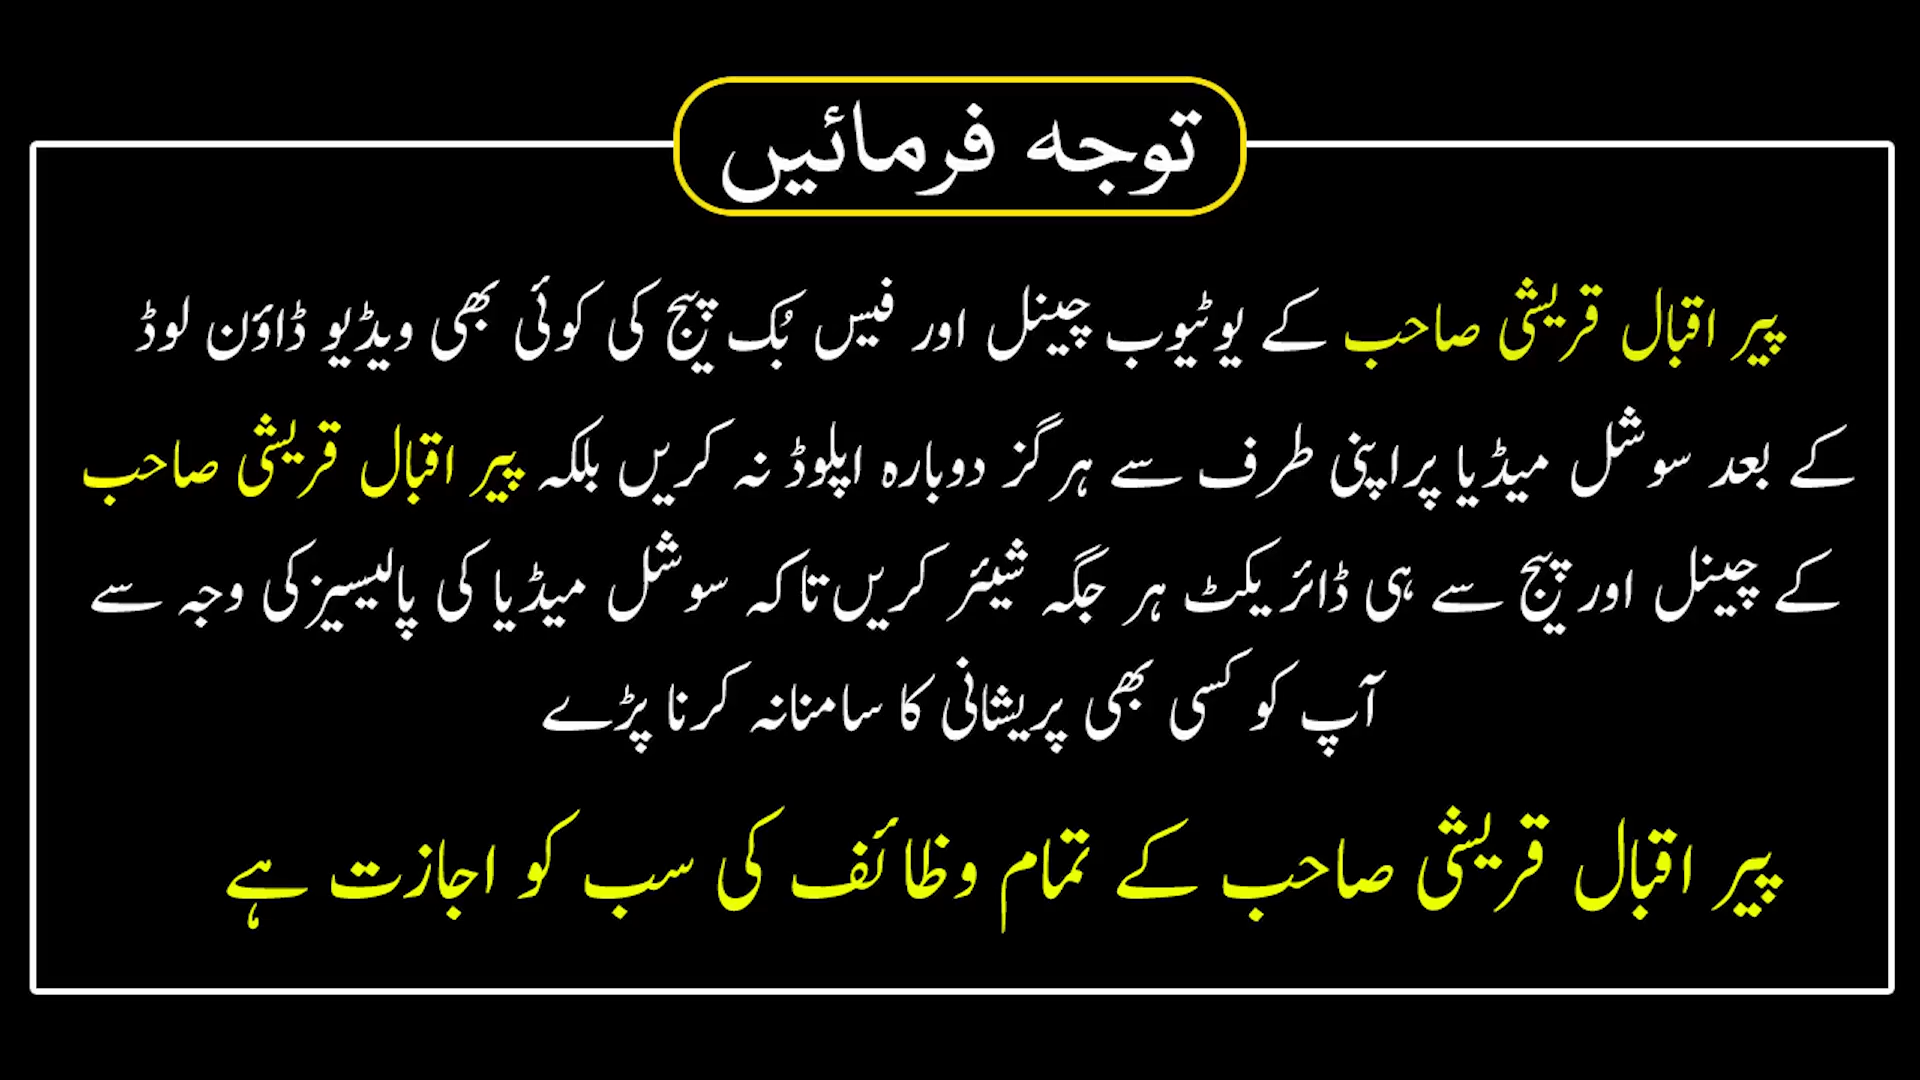 توجہ فرمائیں
پیر اقبال قریشی صاحب کے یوٹیوب چینل اور فیس بُک پیج کی کوئی بھی ویڈیو ڈاؤن لوڈ
کے بعد سوشل میڈیا پر اپنی طرف سے ہرگز دوبارہ اپلوڈ نہ کریں بلکہ پیر اقبال قریشی صاحب
کے چینل اور پیج سے ہی ڈائریکٹ ہر جگہ شیئر کریں تاکہ سوشل میڈیا کی پالیسیز کی وجہ سے
آپ کو کسی بھی پریشانی کا سامنا نہ کرنا پڑے
پیر اقبال قریشی صاحب کے تمام وظائف کی سب کو اجازت ہے